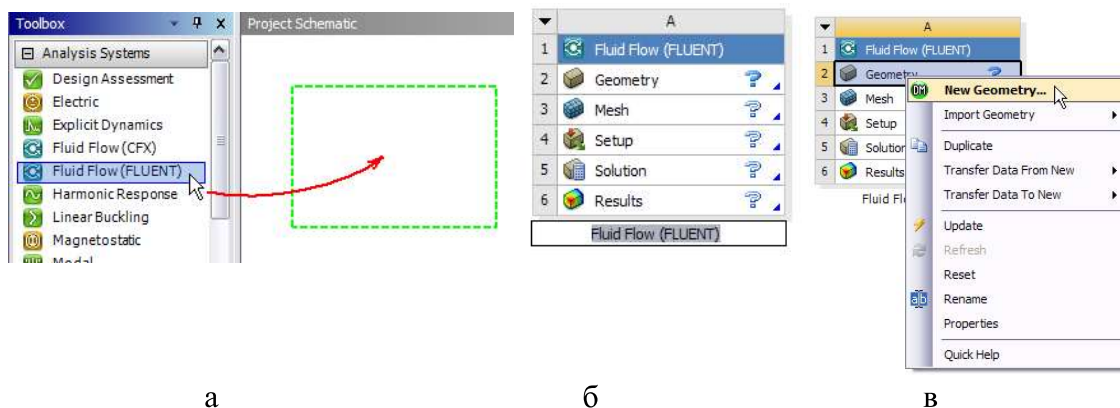 Toolbox
Analysis Systems
Design Assessment
Electric
Explicit Dynamics
Fluid Flow (CFX)
Fluid Flow (FLUENT)
Harmonic Response
Linear Buckling
Magnetostatic
Modal
Project Schematic
A
1 Fluid Flow (FLUENT)
2 Geometry ?
3 Mesh ?
4 Setup ?
5 Solution ?
6 Results ?
Fluid Flow (FLUENT)
A
1 Fluid Flow (FLUENT)
2 Geometry ?
3 Mesh
4 Setup
5 Solution
6 Results
Fluid Fl
New Geometry...
Import Geometry
Duplicate
Transfer Data From New
Transfer Data To New
Update
Refresh
Reset
Rename
Properties
Quick Help
а б в